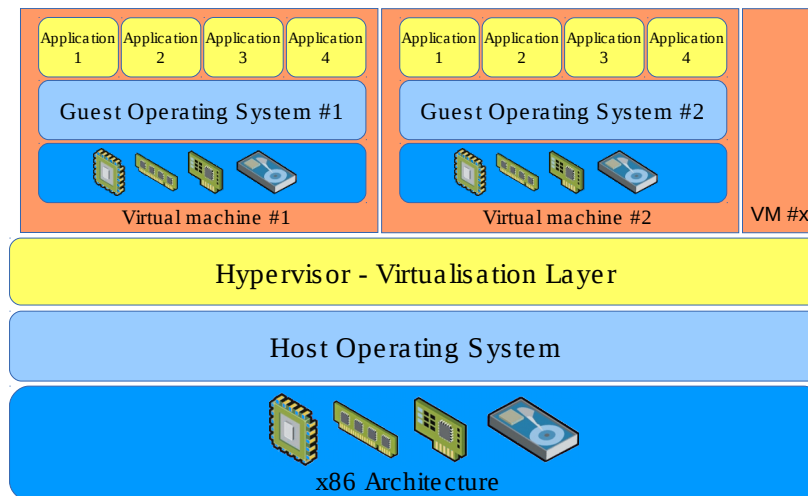 Application
1
Application
2
Application
3
Application
4
Guest Operating System #1
Virtual machine #1
Application
1
Application
2
Application
3
Application
4
Guest Operating System #2
Virtual machine #2
VM #x
Hypervisor - Virtualisation Layer
Host Operating System
x86 Architecture